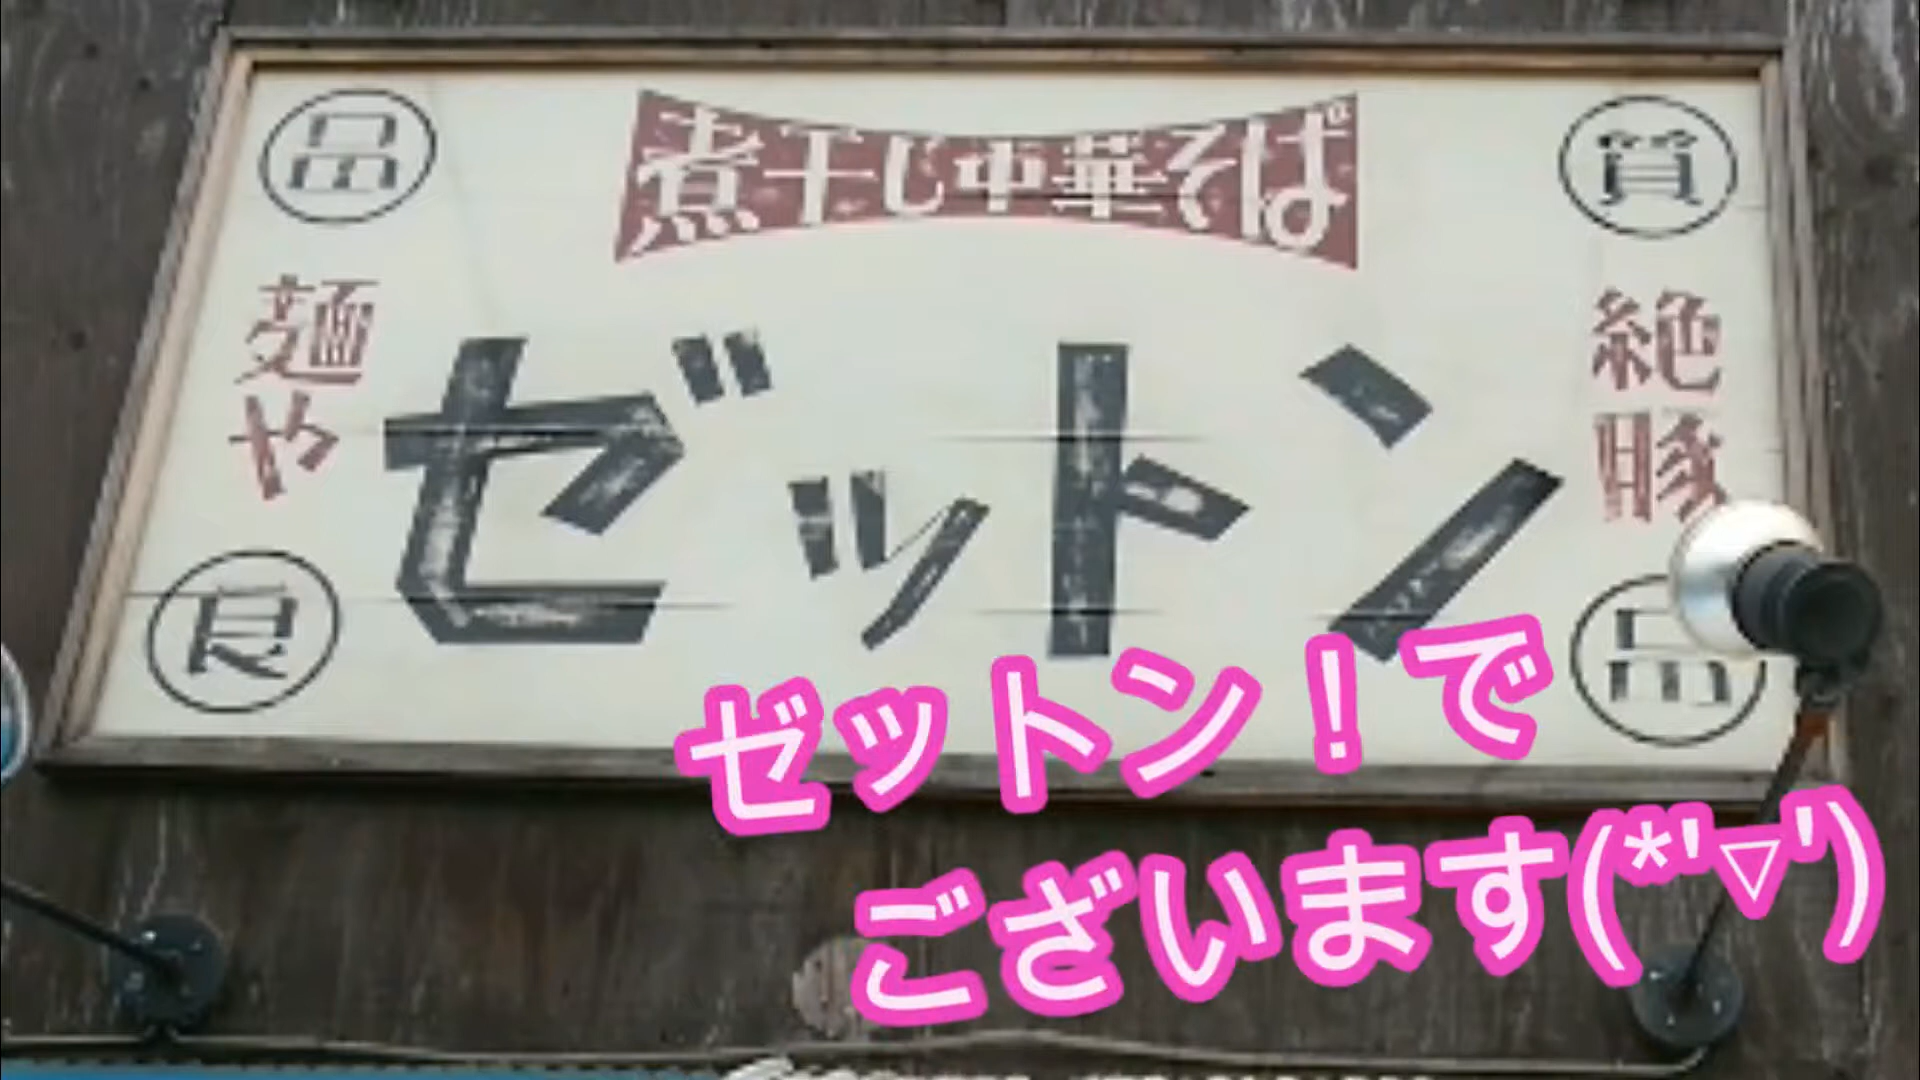 煮干し中華そば
品
質
麺や
絶豚
ゼットン
良
品
ゼットン！で
ございます(*'▽')